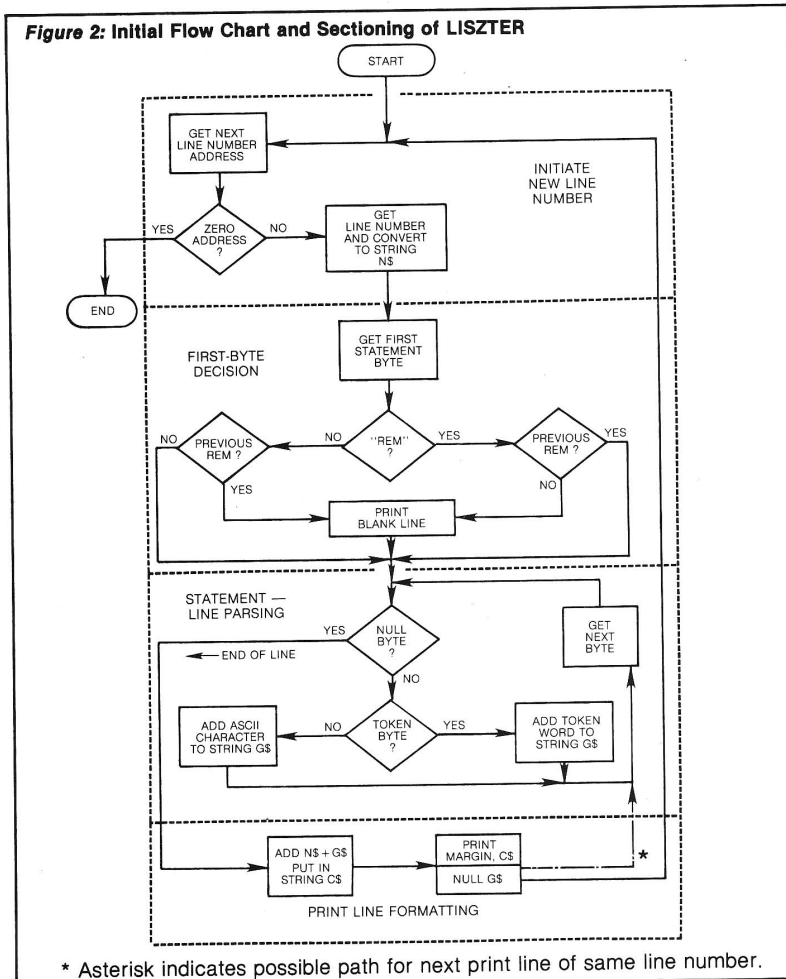 Figure 2: Initial Flow Chart and Sectioning of LISZTER
START
GET NEXT
LINE NUMBER
ADDRESS
INITIATE
NEW LINE
NUMBER
YES
ZERO
ADDRESS
?
NO
GET
LINE NUMBER
AND CONVERT
TO STRING
N$
END
FIRST-BYTE
DECISION
GET FIRST
STATEMENT
BYTE
NO
PREVIOUS
REM ?
YES
NO
"REM"
?
YES
PREVIOUS
REM ?
YES
NO
PRINT
BLANK LINE
STATEMENT —
LINE PARSING
YES
NULL
BYTE
?
NO
END OF LINE
GET
NEXT
BYTE
ADD ASCII
CHARACTER
TO STRING G$
NO
TOKEN
BYTE
?
YES
ADD TOKEN
WORD TO
STRING G$
ADD N$ + G$
PUT IN
STRING C$
PRINT
MARGIN, C$
NULL G$
*
PRINT LINE FORMATTING
* Asterisk indicates possible path for next print line of same line number.